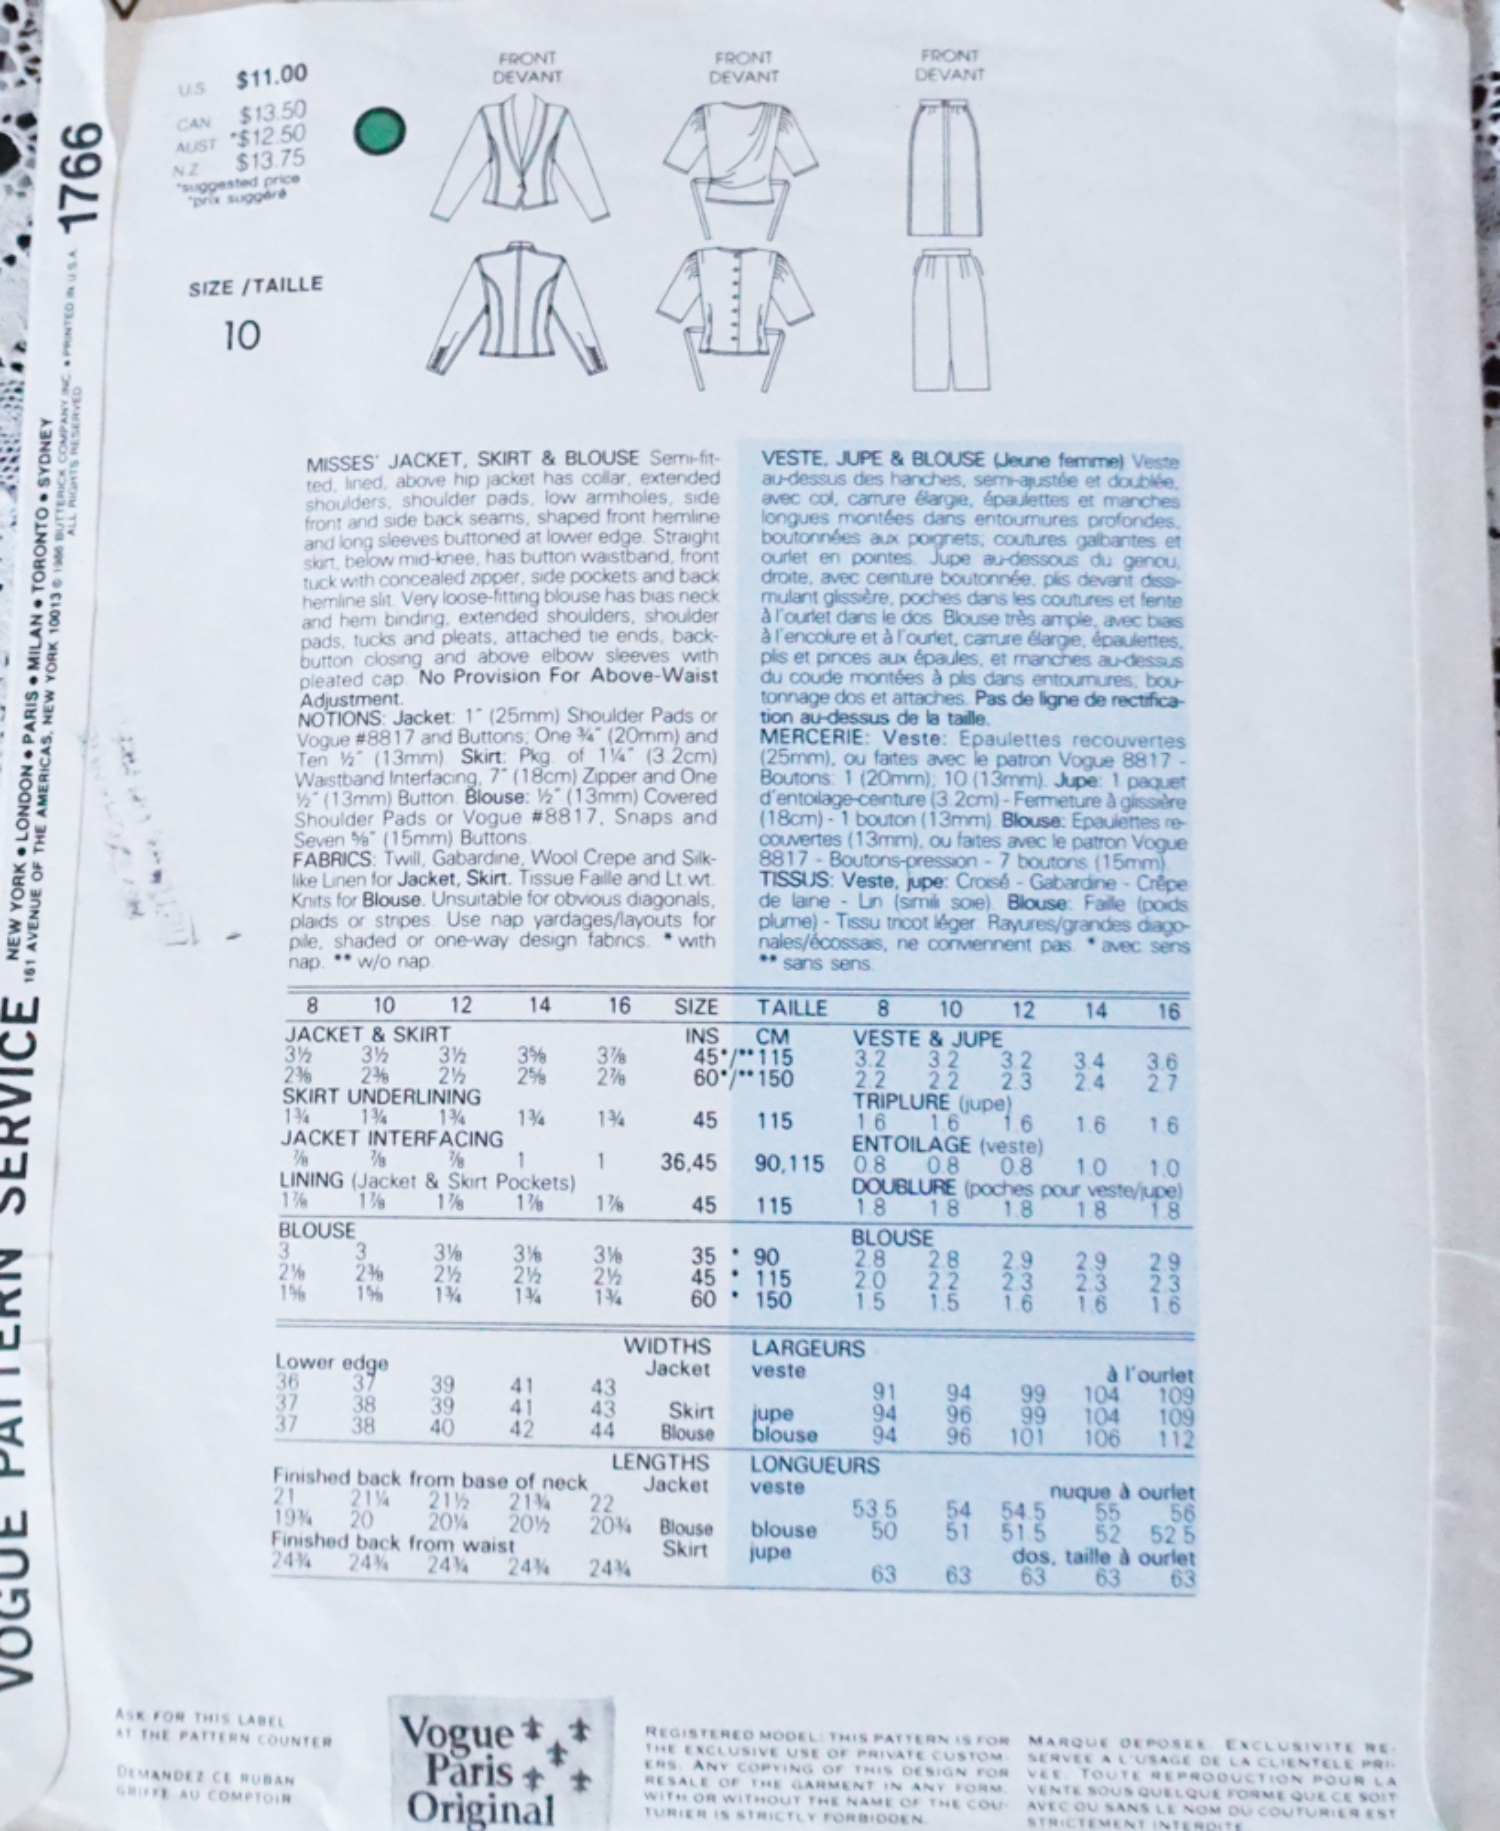 1766
VOGUE PATTERN SERVICE
NEW YORK • LONDON • PARIS • MILAN • TORONTO • SYDNEY
161 AVENUE OF THE AMERICAS, NEW YORK, NEW YORK 10013 © 1986 BUTTERICK COMPANY, INC. • PRINTED IN U.S.A.
ALL RIGHTS RESERVED
U.S. $11.00
CAN $13.50
AUST *$12.50
N.Z. $13.75
*suggested price
*prix suggéré
SIZE /TAILLE
10
FRONT DEVANT
FRONT DEVANT
FRONT DEVANT
MISSES' JACKET, SKIRT & BLOUSE Semi-fit-
ted, lined, above hip jacket has collar, extended
shoulders, shoulder pads, low armholes, side
front and side back seams, shaped front hemline
and long sleeves buttoned at lower edge. Straight
skirt, below mid-knee, has button waistband, front
tuck with concealed zipper, side pockets and back
hemline slit. Very loose-fitting blouse has bias neck
and hem binding, extended shoulders, shoulder
pads, tucks and pleats, attached tie ends, back-
button closing and above elbow sleeves with
pleated cap. No Provision For Above-Waist
Adjustment.
NOTIONS: Jacket: 1" (25mm) Shoulder Pads or
Vogue #8817 and Buttons; One ¾" (20mm) and
Ten ½" (13mm). Skirt: Pkg. of 1¼" (3.2cm)
Waistband Interfacing, 7" (18cm) Zipper and One
½" (13mm) Button. Blouse: ½" (13mm) Covered
Shoulder Pads or Vogue #8817, Snaps and
Seven ⅝" (15mm) Buttons.
FABRICS: Twill, Gabardine, Wool Crepe and Silk-
like Linen for Jacket, Skirt. Tissue Faille and Lt. wt.
Knits for Blouse. Unsuitable for obvious diagonals,
plaids or stripes. Use nap yardages/layouts for
pile, shaded or one-way design fabrics. * with
nap. ** w/o nap.
VESTE, JUPE & BLOUSE (Jeune femme) Veste
au-dessus des hanches, semi-ajustée et doublée,
avec col, carrure élargie, épaulettes et manches
longues montées dans entournures profondes,
boutonnées aux poignets; coutures galbantes et
ourlet en pointes. Jupe au-dessous du genou,
droite, avec ceinture boutonnée, plis devant dissi-
mulant glissière, poches dans les coutures et fente
à l'ourlet dans le dos. Blouse très ample, avec biais
à l'encolure et à l'ourlet, carrure élargie, épaulettes,
plis et pinces aux épaules, et manches au-dessus
du coude montées à plis dans entournures; bou-
tonnage dos et attaches. Pas de ligne de rectifica-
tion au-dessus de la taille.
MERCERIE: Veste: Epaulettes recouvertes
(25mm), ou faites avec le patron Vogue 8817 -
Boutons: 1 (20mm); 10 (13mm). Jupe: 1 paquet
d'entoilage-ceinture (3.2cm) - Fermeture à glissière
(18cm) - 1 bouton (13mm). Blouse: Epaulettes re-
couvertes (13mm), ou faites avec le patron Vogue
8817 - Boutons-pression - 7 boutons (15mm).
TISSUS: Veste, jupe: Croisé - Gabardine - Crêpe
de laine - Lin (simili soie). Blouse: Faille (poids
plume) - Tissu tricot léger. Rayures/grandes diago-
nales/écossais, ne conviennent pas. * avec sens
** sans sens.
8 10 12 14 16 SIZE TAILLE 8 10 12 14 16
JACKET & SKIRT INS CM VESTE & JUPE
3½ 3½ 3½ 3⅝ 3⅞ 45*/** 115 3.2 3.2 3.2 3.4 3.6
2⅜ 2⅜ 2½ 2⅝ 2⅞ 60*/** 150 2.2 2.2 2.3 2.4 2.7
SKIRT UNDERLINING TRIPLURE (jupe)
1¾ 1¾ 1¾ 1¾ 1¾ 45 115 1.6 1.6 1.6 1.6 1.6
JACKET INTERFACING ENTOILAGE (veste)
⅞ ⅞ ⅞ 1 1 36,45 90,115 0.8 0.8 0.8 1.0 1.0
LINING (Jacket & Skirt Pockets) DOUBLURE (poches pour veste/jupe)
1⅞ 1⅞ 1⅞ 1⅞ 1⅞ 45 115 1.8 1.8 1.8 1.8 1.8
BLOUSE BLOUSE
3 3 3⅛ 3⅛ 3⅛ 35 * 90 2.8 2.8 2.9 2.9 2.9
2⅛ 2⅜ 2½ 2½ 2½ 45 * 115 2.0 2.2 2.3 2.3 2.3
1⅝ 1⅝ 1¾ 1¾ 1¾ 60 * 150 1.5 1.5 1.6 1.6 1.6
WIDTHS LARGEURS
Lower edge Jacket veste à l'ourlet
36 37 39 41 43 91 94 99 104 109
37 38 39 41 43 Skirt jupe 94 96 99 104 109
37 38 40 42 44 Blouse blouse 94 96 101 106 112
LENGTHS LONGUEURS
Finished back from base of neck Jacket veste nuque à ourlet
21 21¼ 21½ 21¾ 22 53.5 54 54.5 55 56
19¾ 20 20¼ 20½ 20¾ Blouse blouse 50 51 51.5 52 52.5
Finished back from waist Skirt jupe dos, taille à ourlet
24¾ 24¾ 24¾ 24¾ 24¾ 63 63 63 63 63
ASK FOR THIS LABEL
AT THE PATTERN COUNTER
DEMANDEZ CE RUBAN
GRIFFE AU COMPTOIR
Vogue
Paris
Original
REGISTERED MODEL: THIS PATTERN IS FOR
THE EXCLUSIVE USE OF PRIVATE CUSTOM-
ERS. ANY COPYING OF THIS DESIGN FOR
RESALE OF THE GARMENT IN ANY FORM,
WITH OR WITHOUT THE NAME OF THE COU-
TURIER IS STRICTLY FORBIDDEN.
MARQUE DEPOSEE. EXCLUSIVITE RE-
SERVEE A L'USAGE DE LA CLIENTELE PRI-
VEE. TOUTE REPRODUCTION POUR LA
VENTE SOUS QUELQUE FORME QUE CE SOIT
AVEC OU SANS LE NOM DU COUTURIER EST
STRICTEMENT INTERDITE